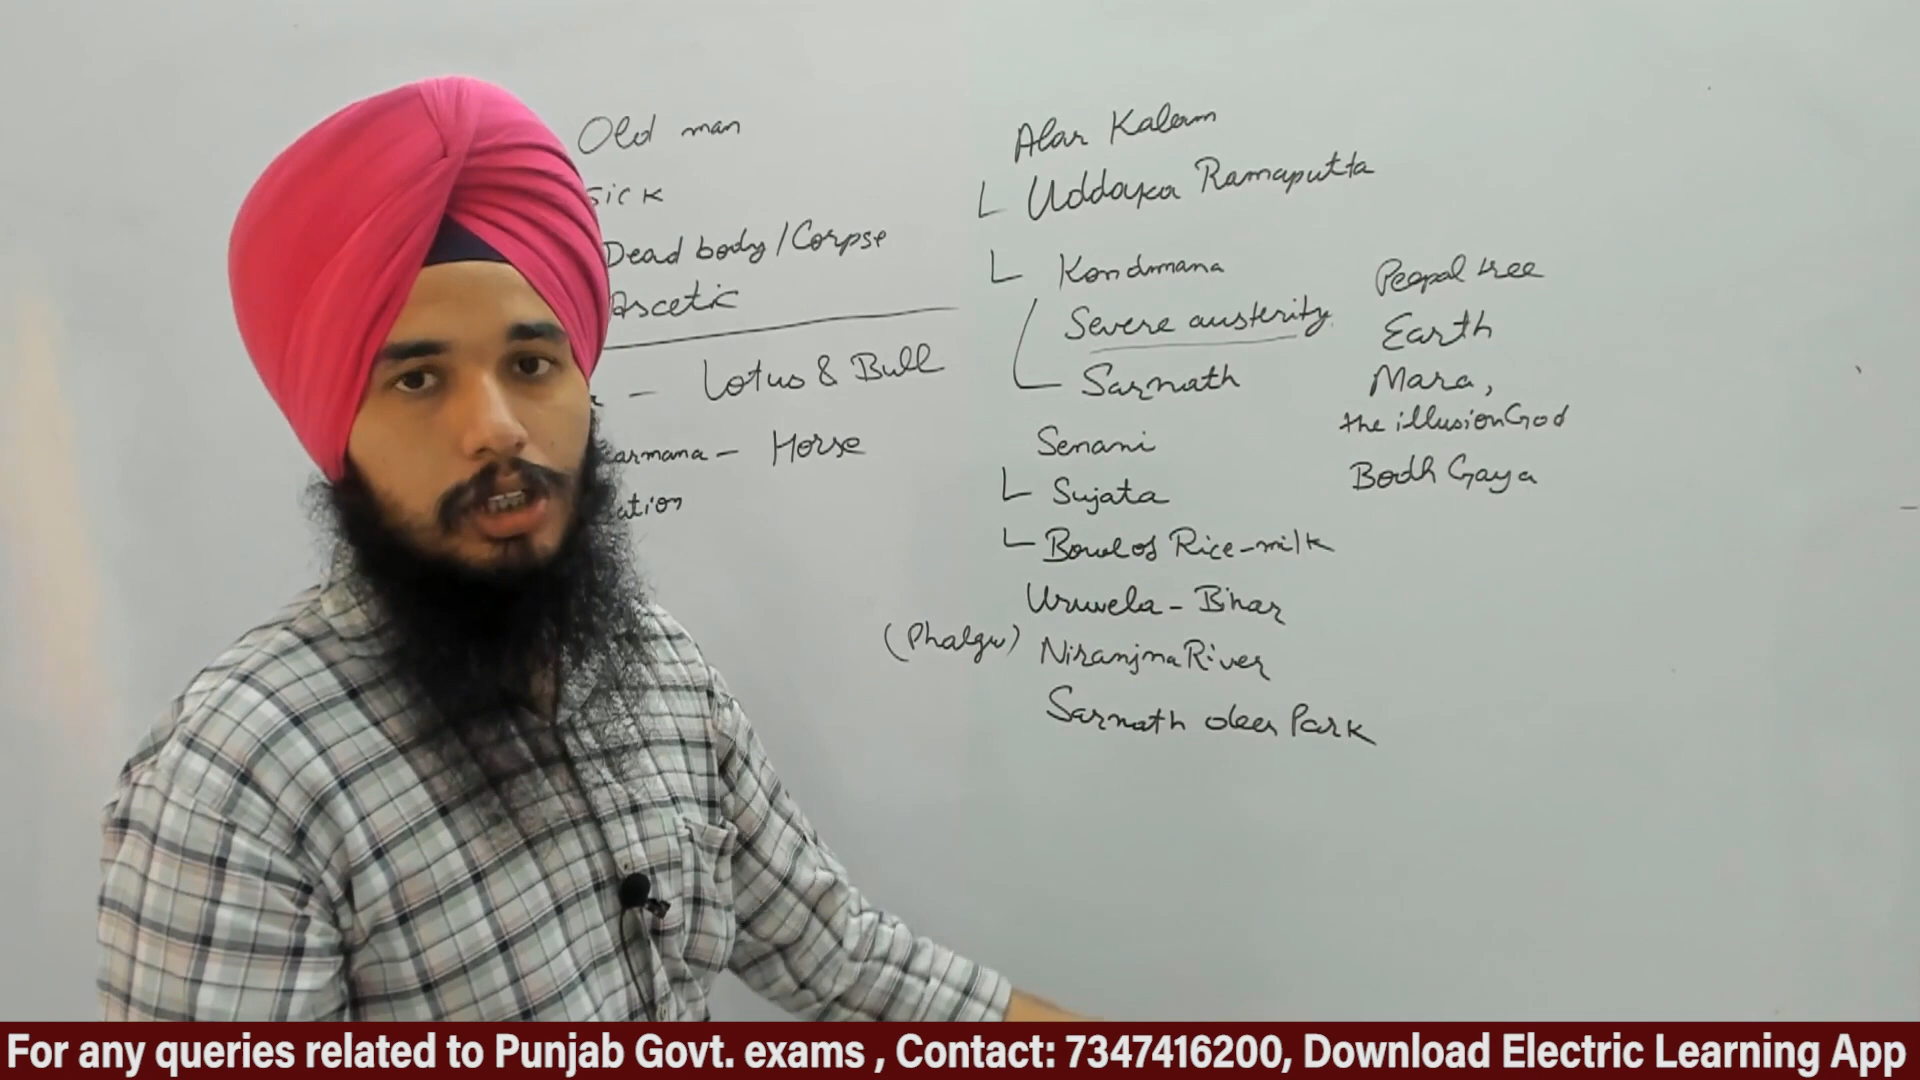 Old man
Sick
Dead body / Corpse
Ascetic
- Lotus & Bull
armana - Horse
ation
Alar Kalam
Uddaka Ramaputta
Kondmana
Severe austerity
Sarnath
Senani
Sujata
Bowl of Rice-milk
Uruwela - Bihar
(Phalgu) Niranjna River
Sarnath deer Park
Peepal tree
Earth
Mara,
the illusion God
Bodh Gaya
For any queries related to Punjab Govt. exams , Contact: 7347416200, Download Electric Learning App